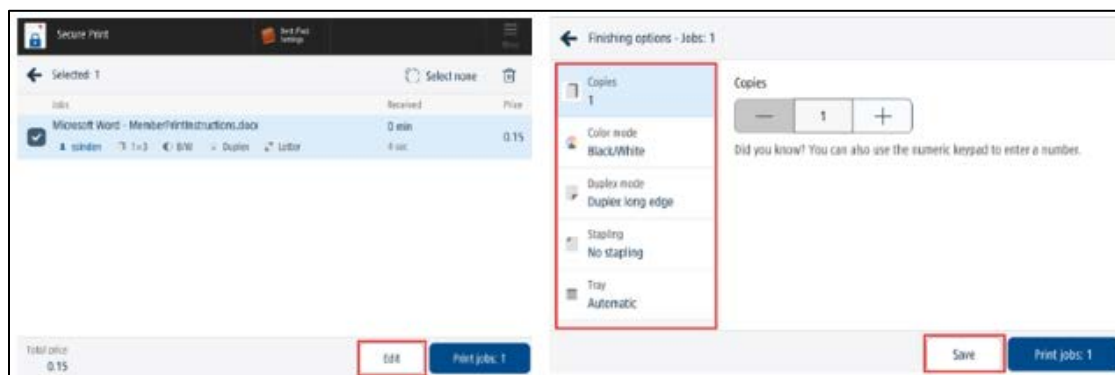 Secure Print
Selected: 1
Select none
Jobs
Received
Price
Microsoft Word - MemberPrintInstructions.docx
0 min
0.15
1×3 B/W Duplex Letter
Total price
0.15
Edit
Print jobs: 1
Finishing options - Jobs: 1
Copies
1
Color mode
Black/White
Duplex mode
Duplex long edge
Stapling
No stapling
Tray
Automatic
Copies
1
Did you know? You can also use the numeric keypad to enter a number.
Save
Print jobs: 1